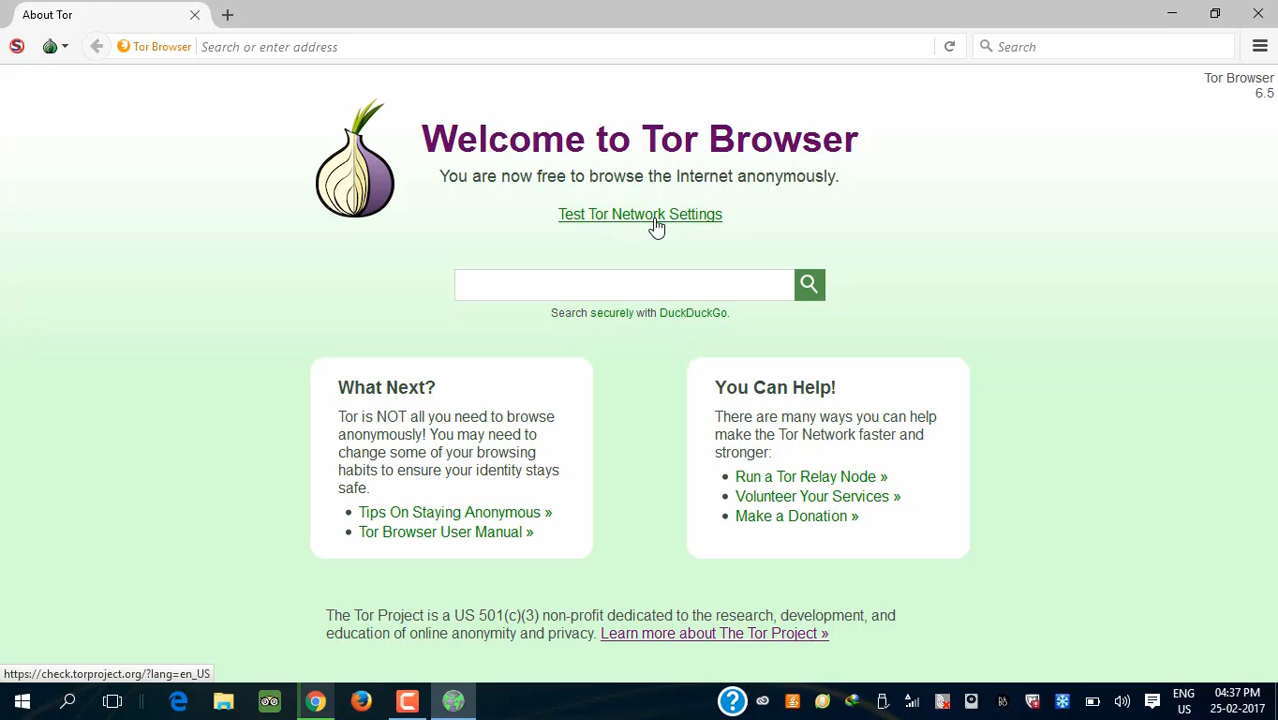 About Tor
Tor Browser
Search or enter address
Search
Tor Browser
6.5
Welcome to Tor Browser
You are now free to browse the Internet anonymously.
Test Tor Network Settings
Search securely with DuckDuckGo.
What Next?
Tor is NOT all you need to browse
anonymously! You may need to
change some of your browsing
habits to ensure your identity stays
safe.
Tips On Staying Anonymous »
Tor Browser User Manual »
You Can Help!
There are many ways you can help
make the Tor Network faster and
stronger:
Run a Tor Relay Node »
Volunteer Your Services »
Make a Donation »
The Tor Project is a US 501(c)(3) non-profit dedicated to the research, development, and
education of online anonymity and privacy. Learn more about The Tor Project »
https://check.torproject.org/?lang=en_US
ENG
US
04:37 PM
25-02-2017